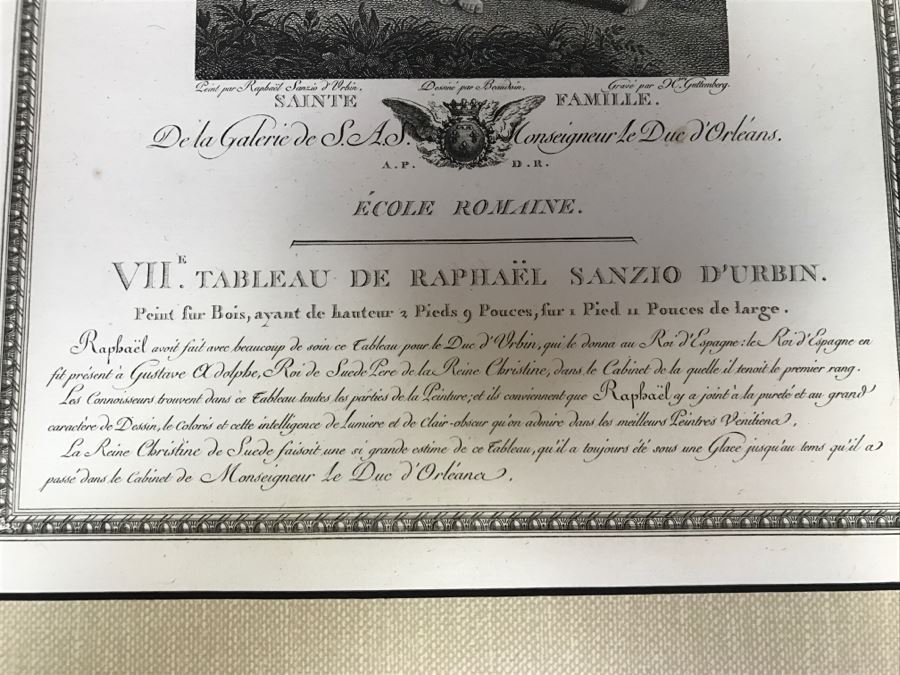 Peint par Raphaël Sanzio d'Urbin. Dessiné par Baudoin, Gravé par H.ri Guttemberg.
SAINTE FAMILLE.
De la Galerie de S.A.S. Monseigneur Le Duc d'Orléans.
A.P. D.R.
ÉCOLE ROMAINE.
VII.E TABLEAU DE RAPHAËL SANZIO D'URBIN.
Peint sur Bois, ayant de hauteur 2 Pieds 9 Pouces, sur 1 Pied 11 Pouces de large.
Raphaël avoit fait avec beaucoup de soin ce Tableau pour le Duc d'Urbin, qui le donna au Roi d'Espagne: le Roi d'Espagne en
fit présent à Gustave Adolphe, Roi de Suede Pere de la Reine Christine, dans le Cabinet de la quelle il tenoit le premier rang.
Les Connoisseurs trouvent dans ce Tableau toutes les parties de la Peinture; et ils conviennent que Raphaël y a joint à la pureté et au grand
caractère de Dessin, le Coloris et cette intelligence de Lumiere et de Clair-obscur qu'on admire dans les meilleurs Peintres Venitiens.
La Reine Christine de Suede faisoit une si grande estime de ce Tableau, qu'il a toujours été sous une Glace jusqu'au tems qu'il a
passé dans le Cabinet de Monseigneur Le Duc d'Orléans.